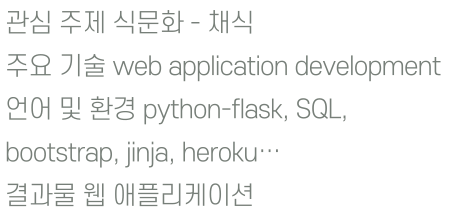 관심 주제 식문화 - 채식
주요 기술 web application development
언어 및 환경 python-flask, SQL,
bootstrap, jinja, heroku…
결과물 웹 애플리케이션